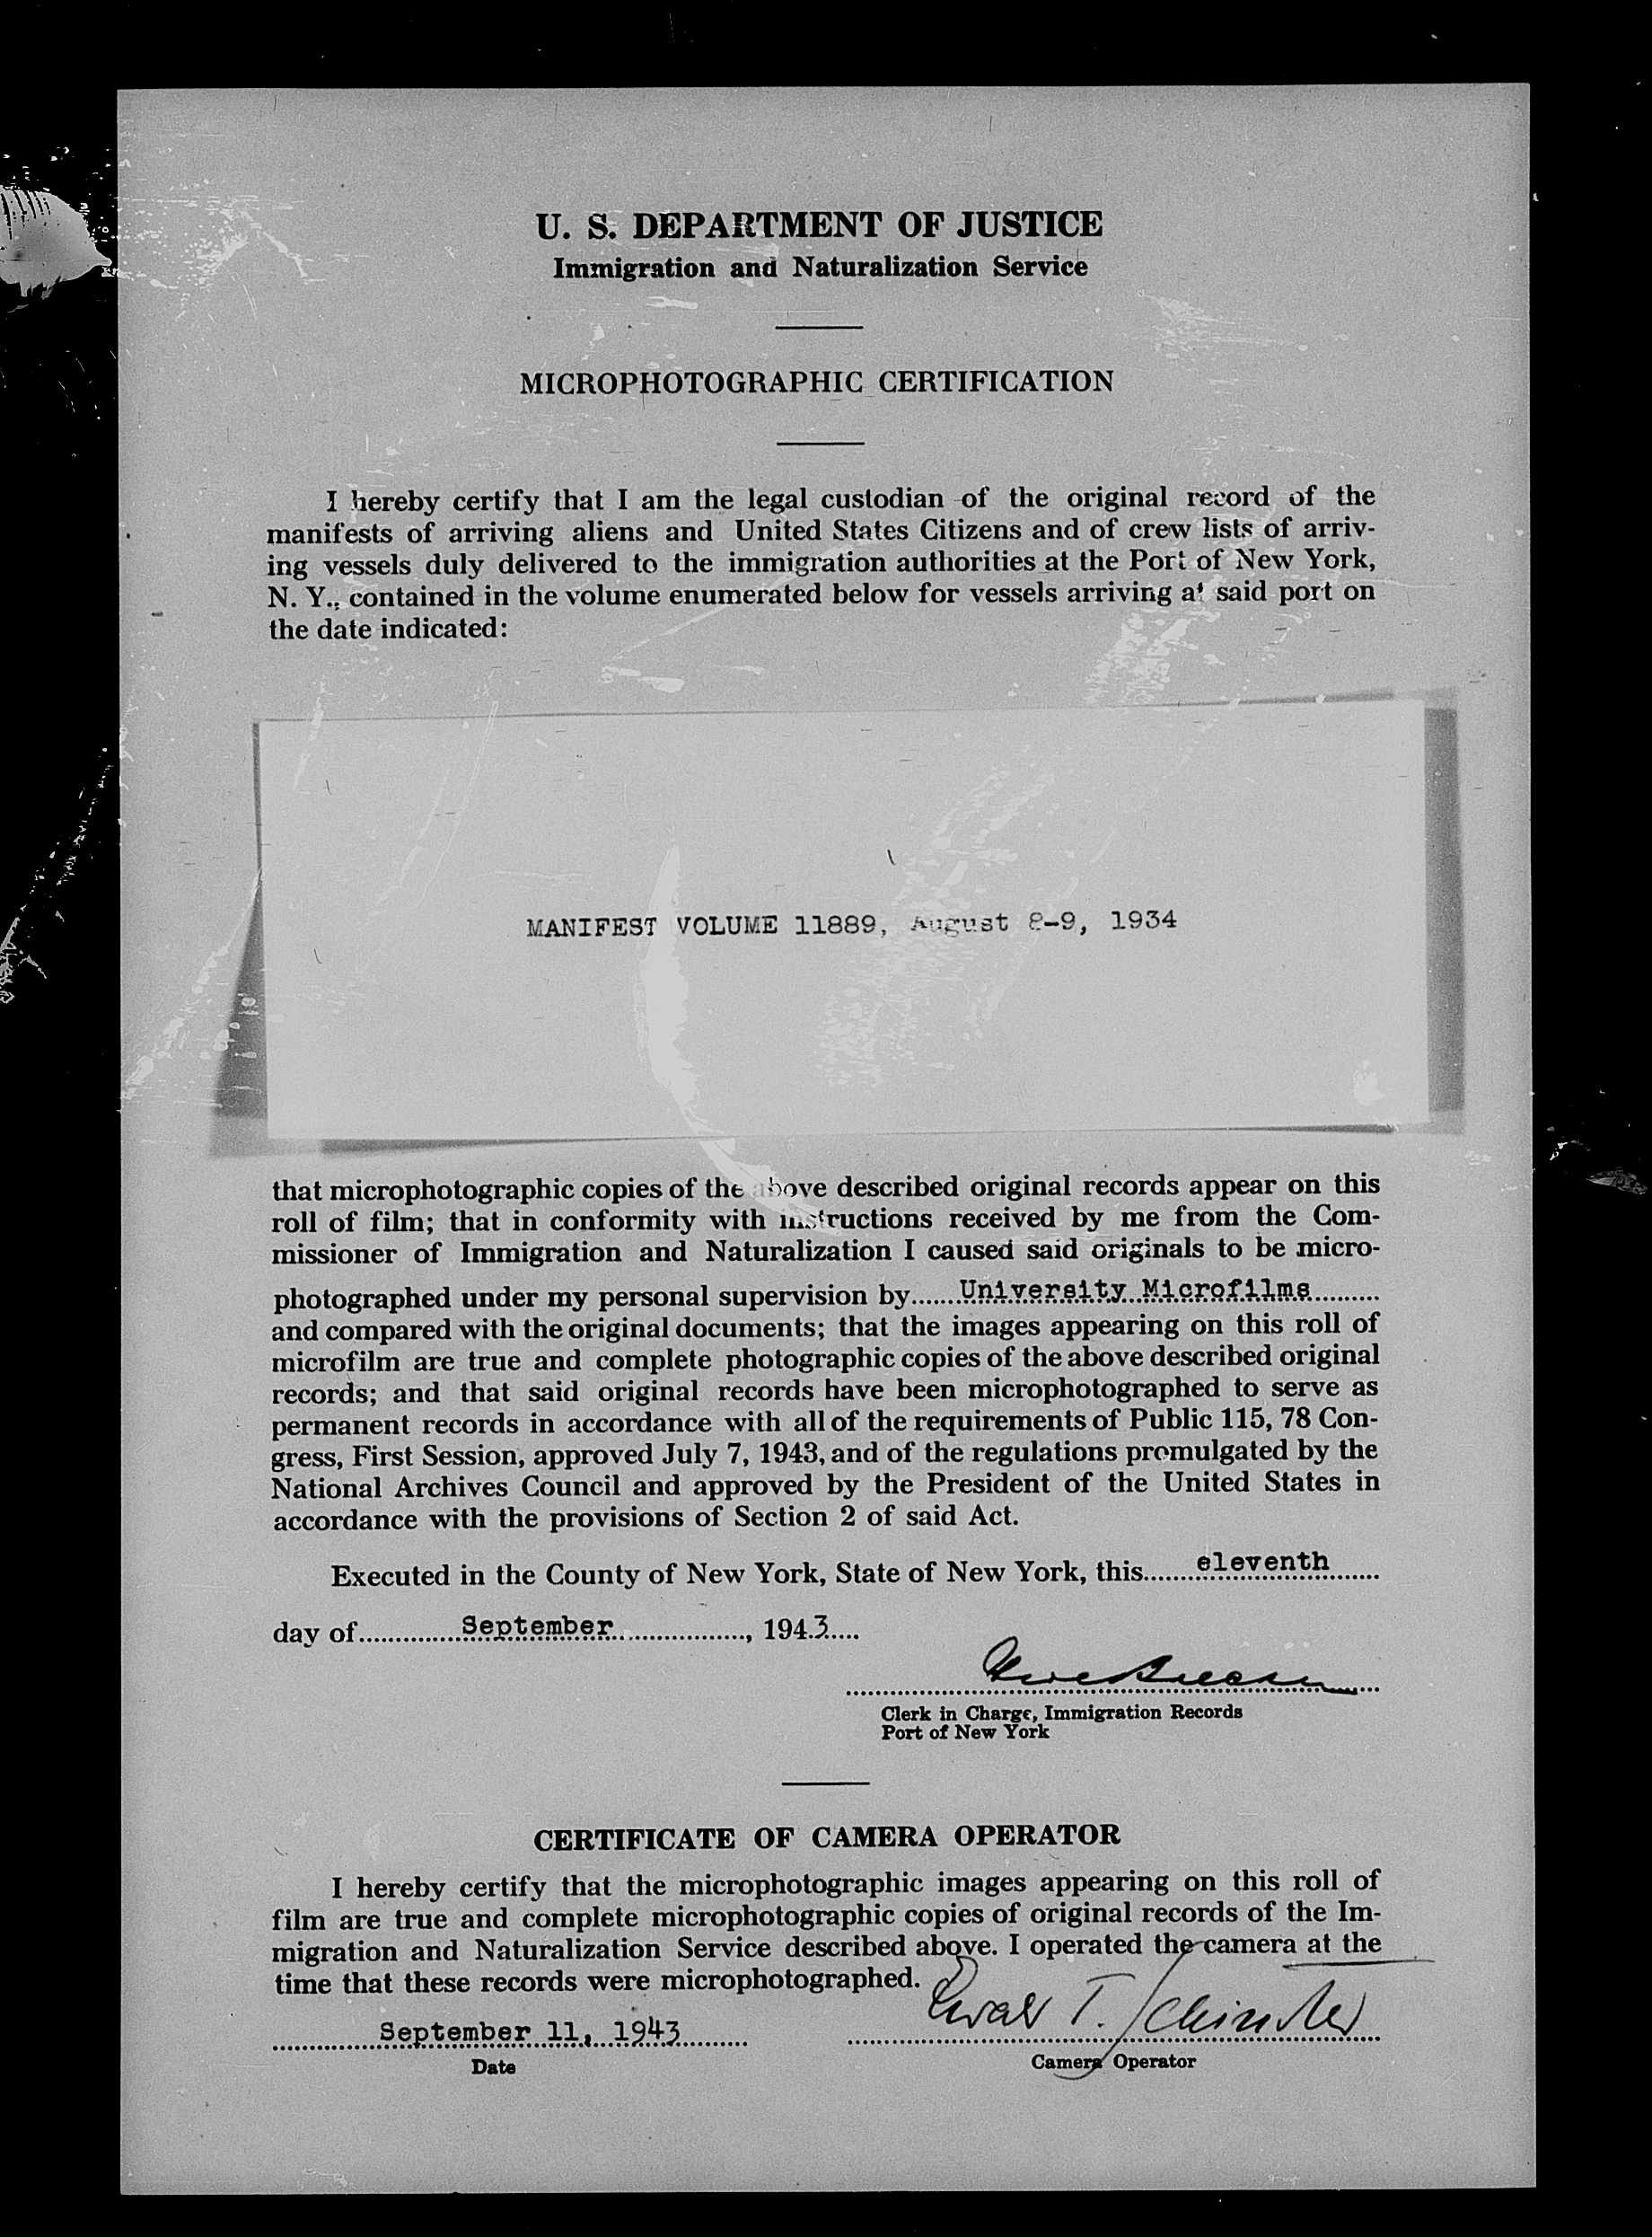 U. S. DEPARTMENT OF JUSTICE
Immigration and Naturalization Service
MICROPHOTOGRAPHIC CERTIFICATION
I hereby certify that I am the legal custodian of the original record of the
manifests of arriving aliens and United States Citizens and of crew lists of arriv-
ing vessels duly delivered to the immigration authorities at the Port of New York,
N. Y., contained in the volume enumerated below for vessels arriving at said port on
the date indicated:
MANIFEST VOLUME 11889, August 8-9, 1934
that microphotographic copies of the above described original records appear on this
roll of film; that in conformity with instructions received by me from the Com-
missioner of Immigration and Naturalization I caused said originals to be micro-
photographed under my personal supervision by......University Microfilms..........
and compared with the original documents; that the images appearing on this roll of
microfilm are true and complete photographic copies of the above described original
records; and that said original records have been microphotographed to serve as
permanent records in accordance with all of the requirements of Public 115, 78 Con-
gress, First Session, approved July 7, 1943, and of the regulations promulgated by the
National Archives Council and approved by the President of the United States in
accordance with the provisions of Section 2 of said Act.
Executed in the County of New York, State of New York, this.......eleventh.......
day of..............September.................., 1943....
Clerk in Charge, Immigration Records
Port of New York
CERTIFICATE OF CAMERA OPERATOR
I hereby certify that the microphotographic images appearing on this roll of
film are true and complete microphotographic copies of original records of the Im-
migration and Naturalization Service described above. I operated the camera at the
time that these records were microphotographed.
September 11, 1943 T. Schindler
Date Camera Operator